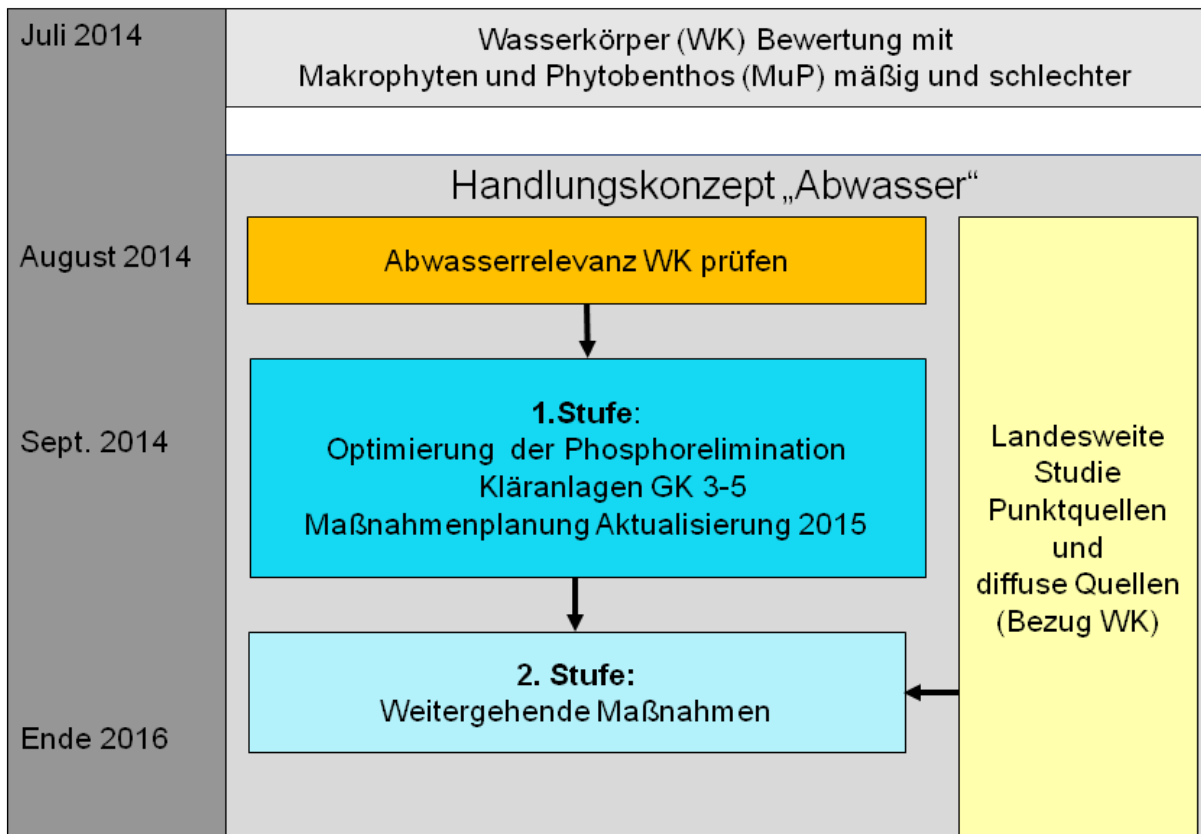 Juli 2014
Wasserkörper (WK) Bewertung mit
Makrophyten und Phytobenthos (MuP) mäßig und schlechter
Handlungskonzept „Abwasser“
August 2014
Abwasserrelevanz WK prüfen
Sept. 2014
1.Stufe:
Optimierung der Phosphorelimination
Kläranlagen GK 3-5
Maßnahmenplanung Aktualisierung 2015
Landesweite
Studie
Punktquellen
und
diffuse Quellen
(Bezug WK)
2. Stufe:
Weitergehende Maßnahmen
Ende 2016